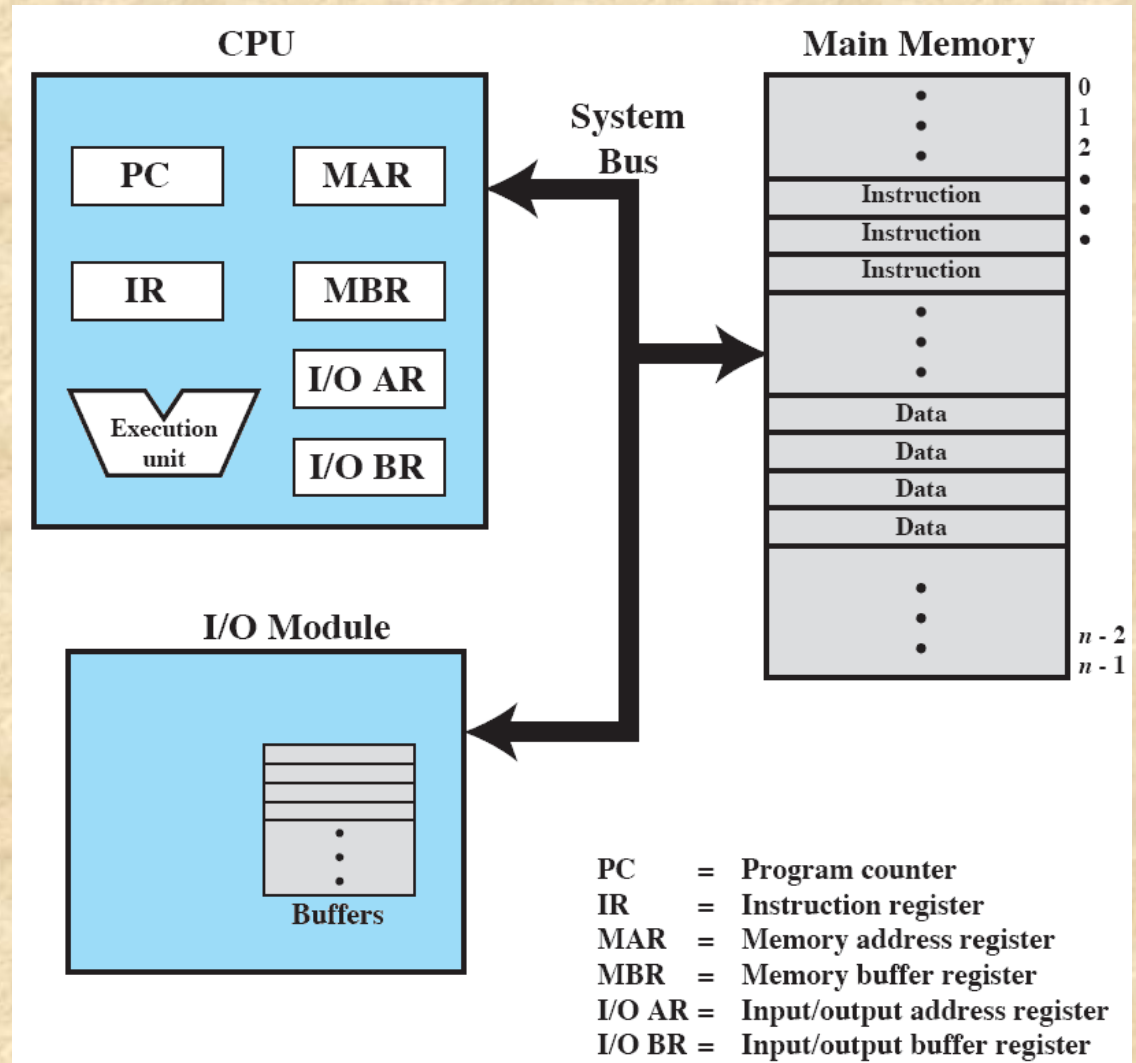 CPU
PC
MAR
IR
MBR
I/O AR
Execution
unit
I/O BR
System
Bus
Main Memory
0
1
2
Instruction
Instruction
Instruction
Data
Data
Data
Data
n - 2
n - 1
I/O Module
Buffers
PC = Program counter
IR = Instruction register
MAR = Memory address register
MBR = Memory buffer register
I/O AR = Input/output address register
I/O BR = Input/output buffer register